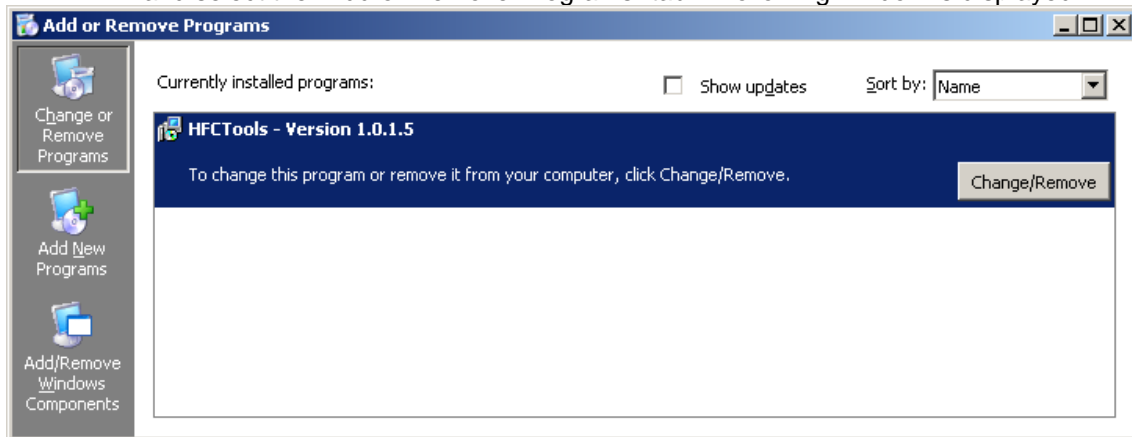 Add or Remove Programs
Change or
Remove
Programs
Currently installed programs:
Show updates
Sort by: Name
HFCTools - Version 1.0.1.5
To change this program or remove it from your computer, click Change/Remove.
Change/Remove
Add New
Programs
Add/Remove
Windows
Components